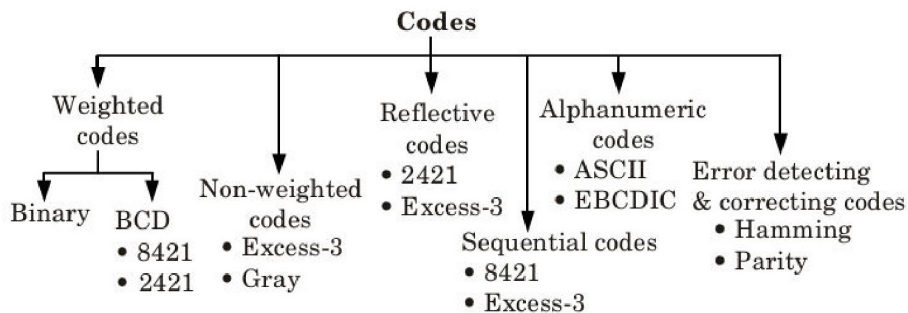 Codes
Weighted
codes
Binary
BCD
• 8421
• 2421
Non-weighted
codes
• Excess-3
• Gray
Reflective
codes
• 2421
• Excess-3
Sequential codes
• 8421
• Excess-3
Alphanumeric
codes
• ASCII
• EBCDIC
Error detecting
& correcting codes
• Hamming
• Parity